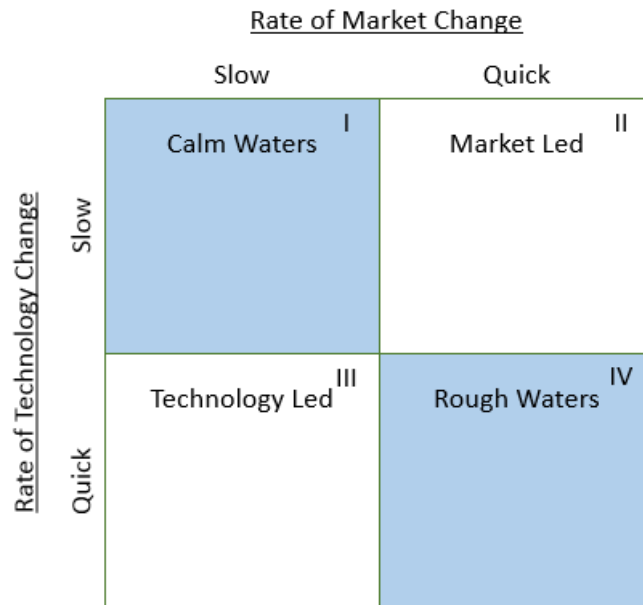 Rate of Market Change
Slow
Quick
Rate of Technology Change
Slow
Quick
I
Calm Waters
II
Market Led
III
Technology Led
IV
Rough Waters